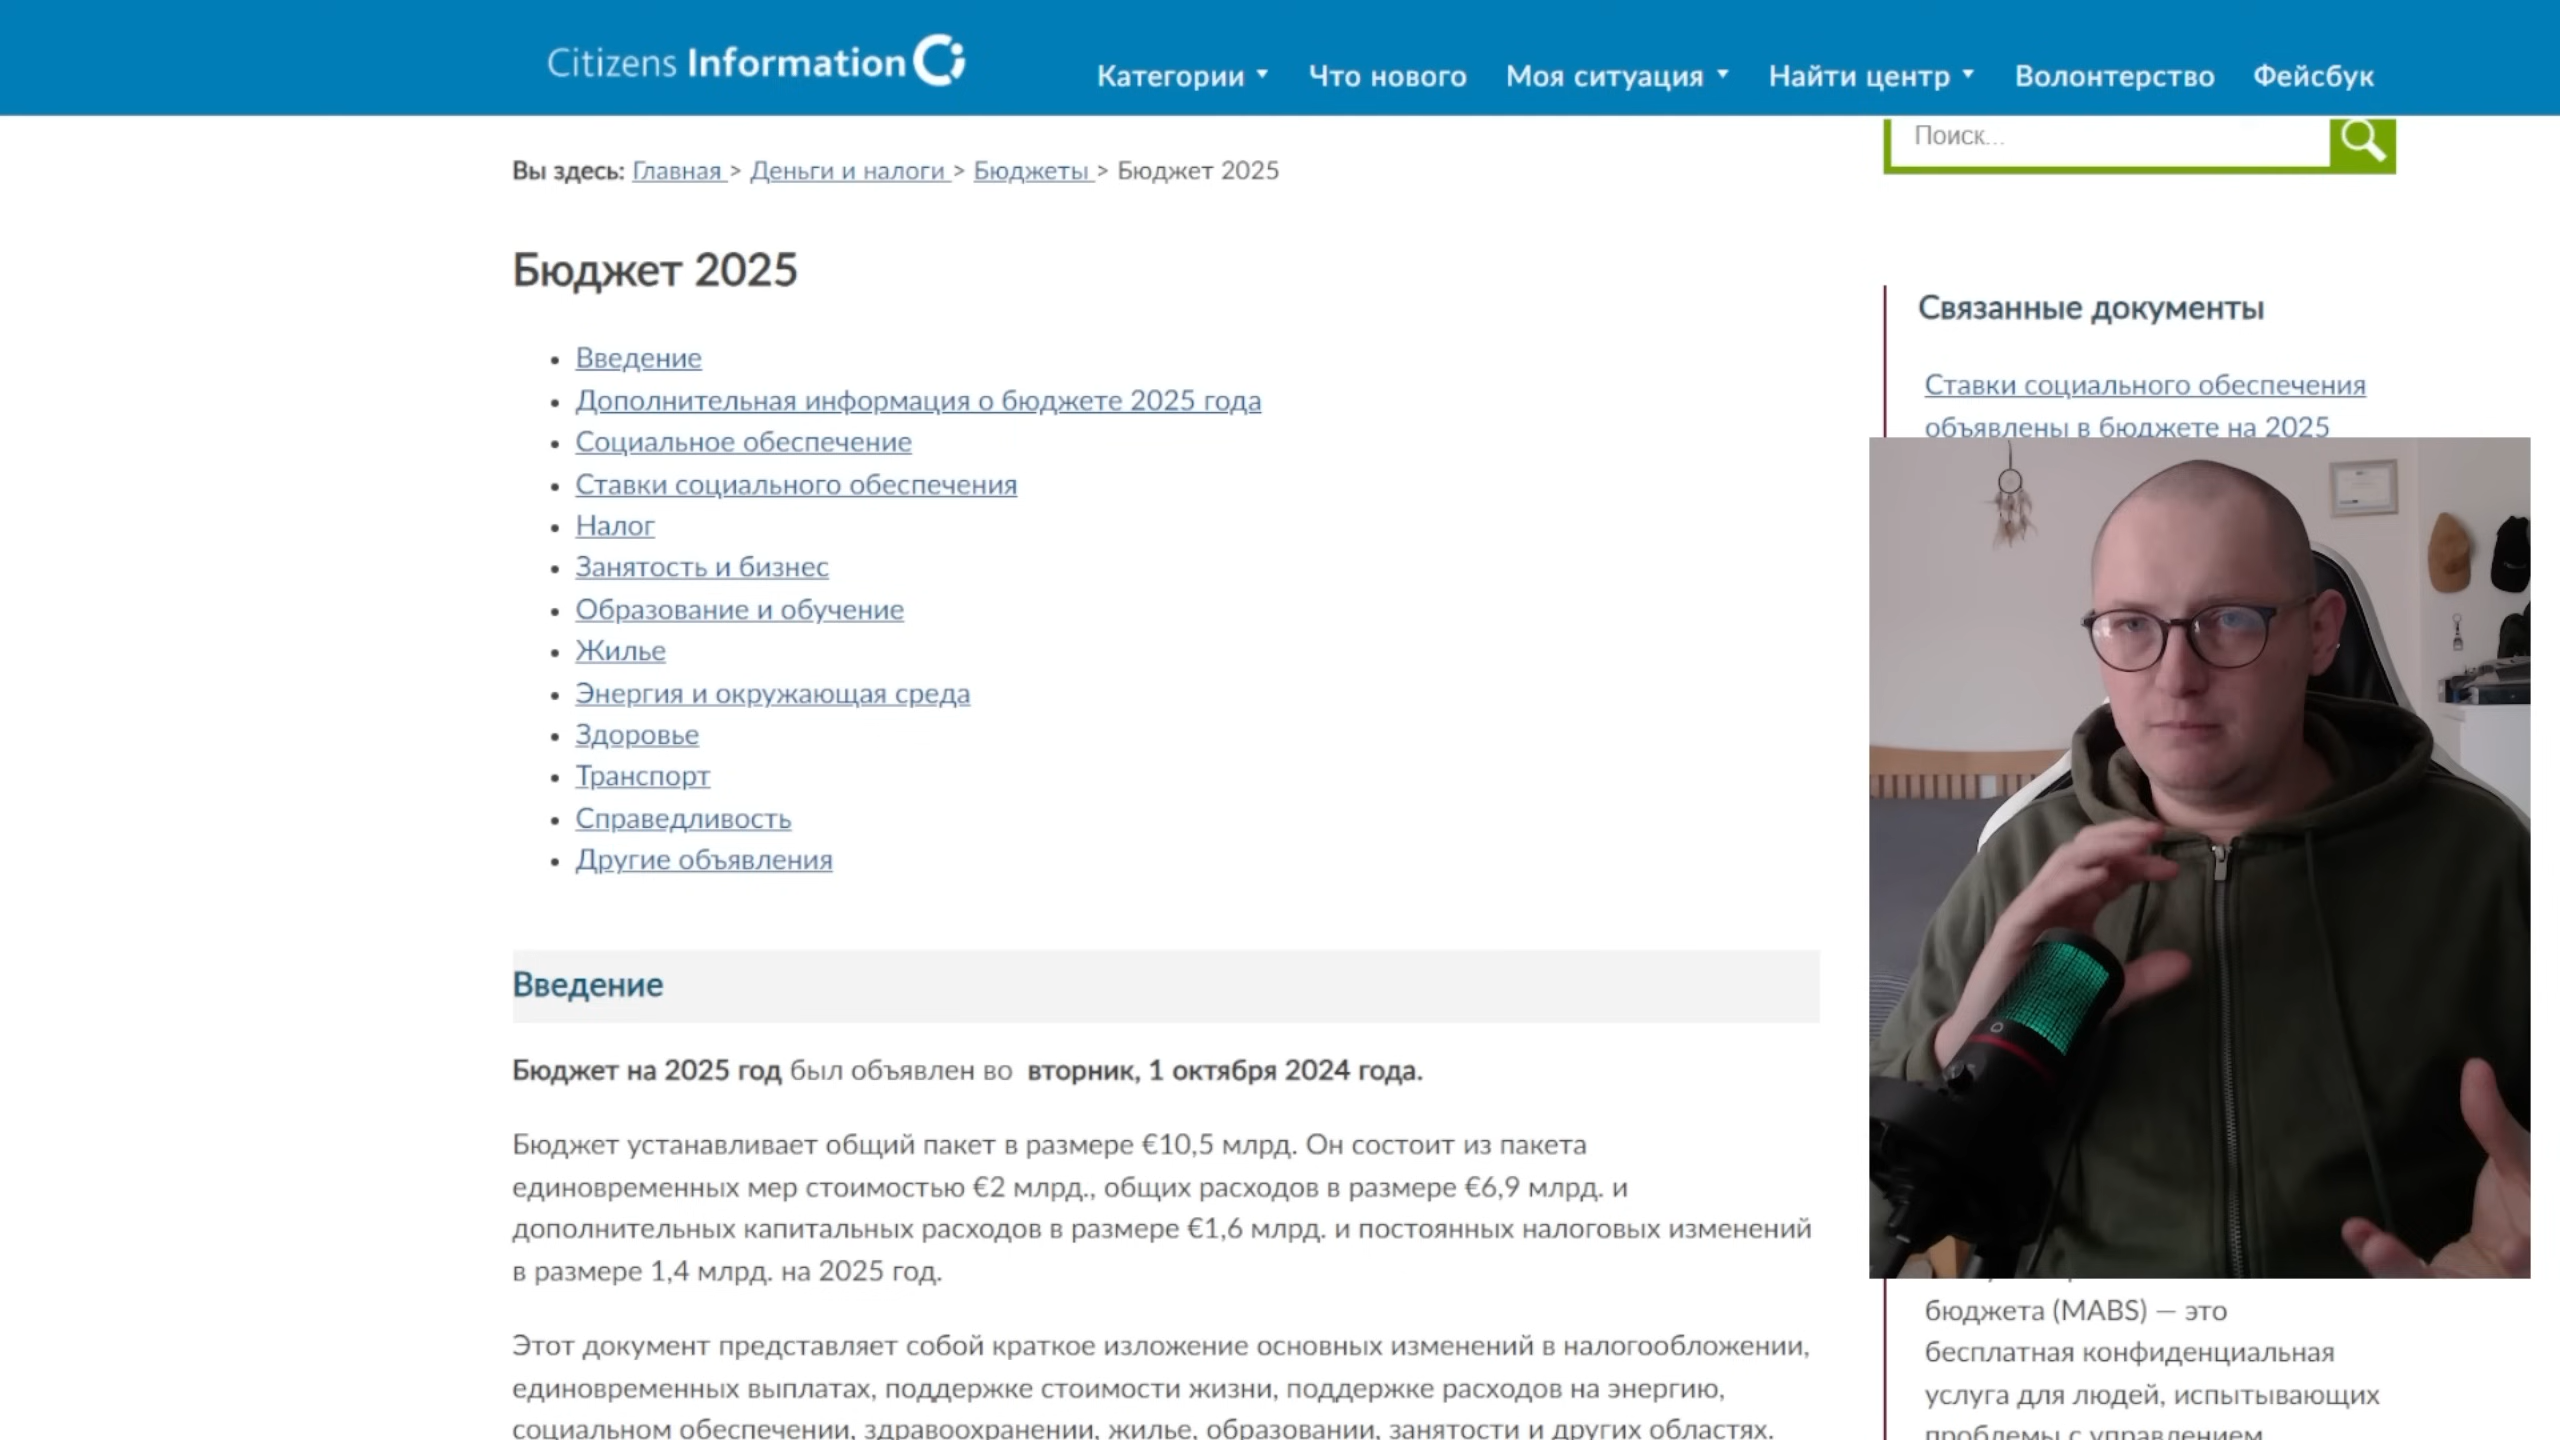 Citizens Information
Категории Что нового Моя ситуация Найти центр Волонтерство Фейсбук
Поиск...
Вы здесь: Главная > Деньги и налоги > Бюджеты > Бюджет 2025
Бюджет 2025
Введение
Дополнительная информация о бюджете 2025 года
Социальное обеспечение
Ставки социального обеспечения
Налог
Занятость и бизнес
Образование и обучение
Жилье
Энергия и окружающая среда
Здоровье
Транспорт
Справедливость
Другие объявления
Введение
Бюджет на 2025 год был объявлен во вторник, 1 октября 2024 года.
Бюджет устанавливает общий пакет в размере €10,5 млрд. Он состоит из пакета
единовременных мер стоимостью €2 млрд., общих расходов в размере €6,9 млрд. и
дополнительных капитальных расходов в размере €1,6 млрд. и постоянных налоговых изменений
в размере 1,4 млрд. на 2025 год.
Этот документ представляет собой краткое изложение основных изменений в налогообложении,
единовременных выплатах, поддержке стоимости жизни, поддержке расходов на энергию,
социальном обеспечении, здравоохранении, жилье, образовании, занятости и других областях.
Связанные документы
Ставки социального обеспечения
объявлены в бюджете на 2025
бюджета (MABS) — это
бесплатная конфиденциальная
услуга для людей, испытывающих
проблемы с управлением